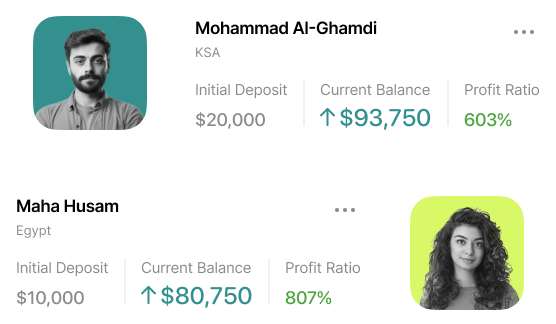 Mohammad Al-Ghamdi
KSA
Initial Deposit Current Balance Profit Ratio
$20,000 ↑$93,750 603%
Maha Husam
Egypt
Initial Deposit Current Balance Profit Ratio
$10,000 ↑$80,750 807%